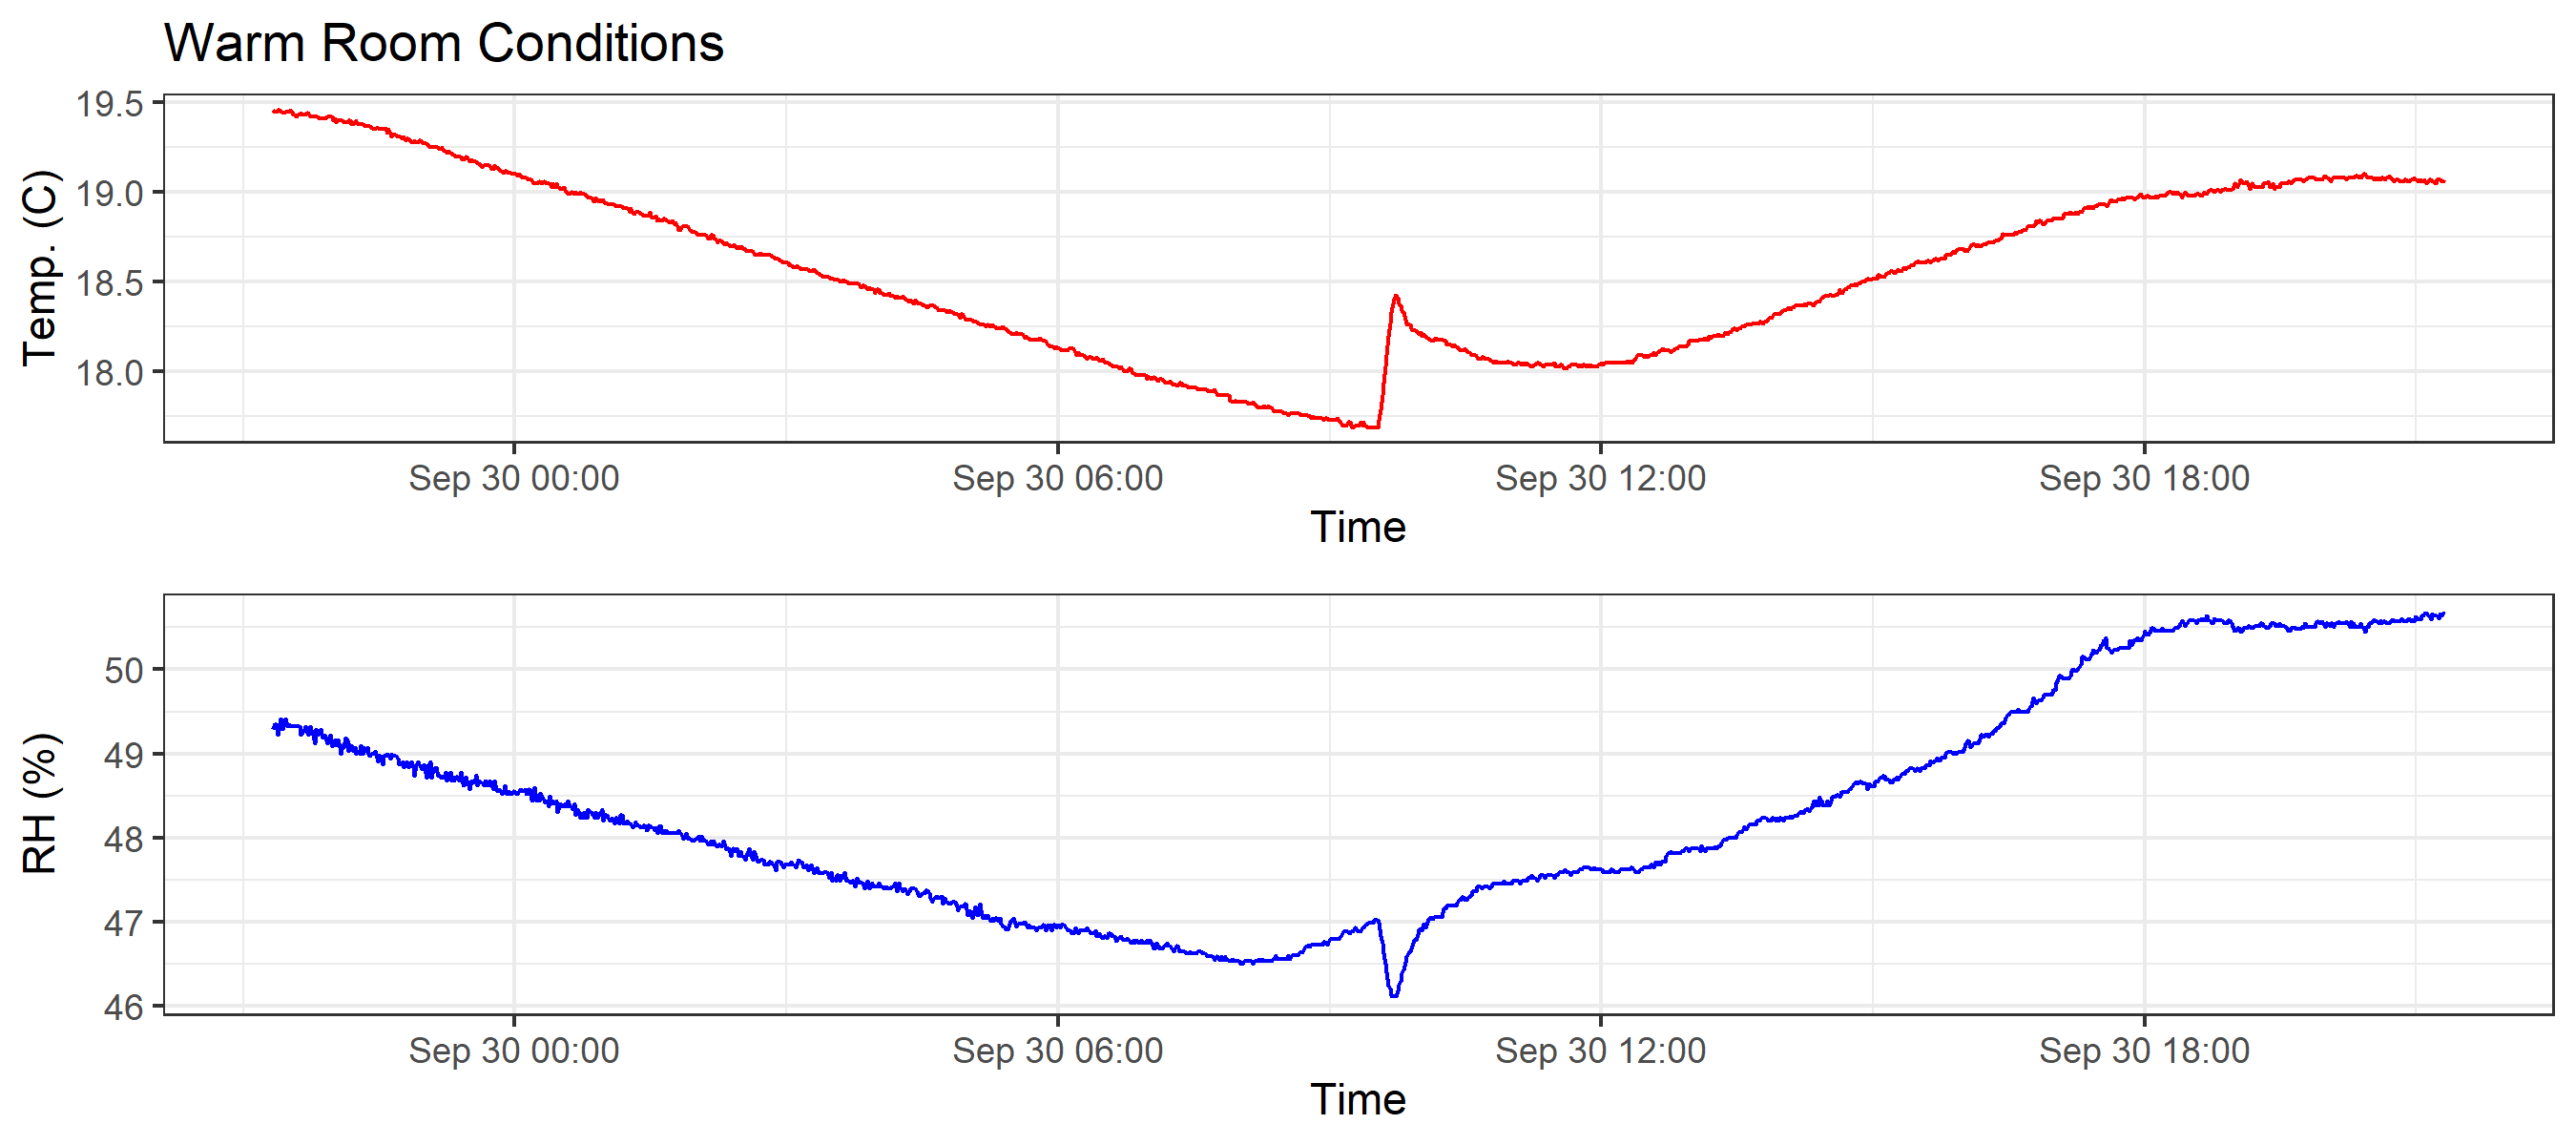 Warm Room Conditions
19.5
19.0
18.5
18.0
Temp. (C)
Sep 30 00:00 Sep 30 06:00 Sep 30 12:00 Sep 30 18:00
Time
50
49
48
47
46
RH (%)
Sep 30 00:00 Sep 30 06:00 Sep 30 12:00 Sep 30 18:00
Time